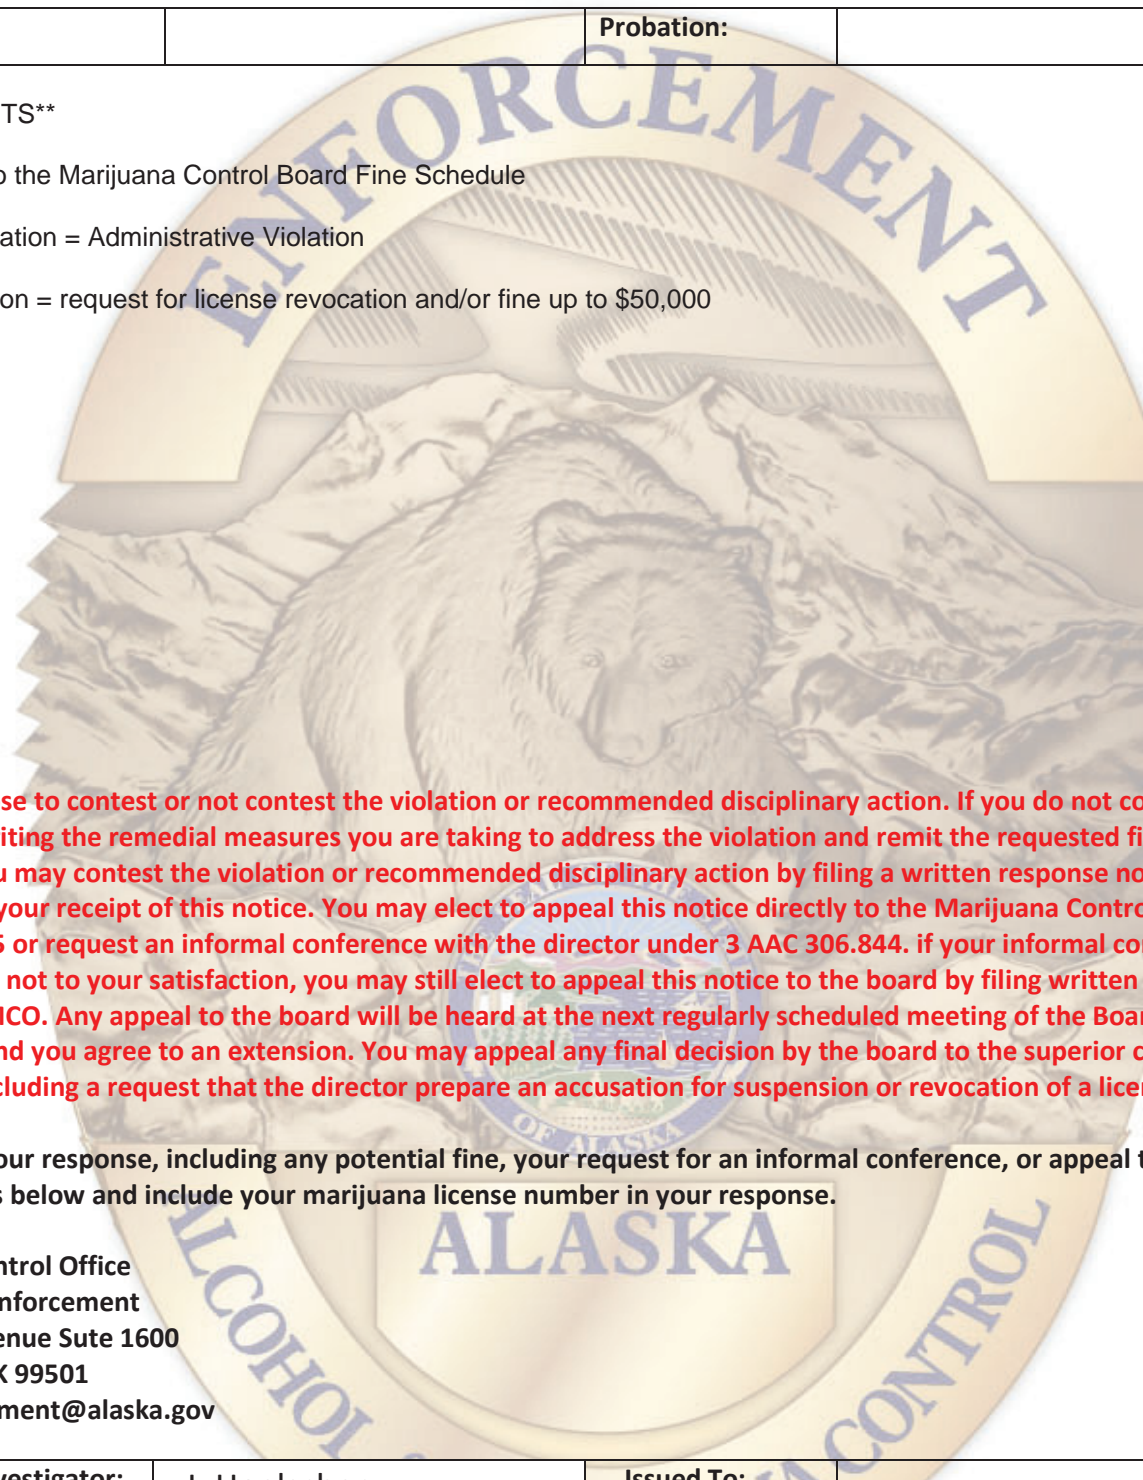 Probation:
TS**
o the Marijuana Control Board Fine Schedule
ation = Administrative Violation
on = request for license revocation and/or fine up to $50,000
ENFORCEMENT
se to contest or not contest the violation or recommended disciplinary action. If you do not co
iting the remedial measures you are taking to address the violation and remit the requested fi
u may contest the violation or recommended disciplinary action by filing a written response no
your receipt of this notice. You may elect to appeal this notice directly to the Marijuana Contro
5 or request an informal conference with the director under 3 AAC 306.844. if your informal co
not to your satisfaction, you may still elect to appeal this notice to the board by filing written
ICO. Any appeal to the board will be heard at the next regularly scheduled meeting of the Boar
nd you agree to an extension. You may appeal any final decision by the board to the superior c
cluding a request that the director prepare an accusation for suspension or revocation of a licen
OF ALASKA
our response, including any potential fine, your request for an informal conference, or appeal t
s below and include your marijuana license number in your response.
ALASKA
ntrol Office
nforcement
enue Sute 1600
K 99501
ment@alaska.gov
ALCOHOL
CONTROL
vestigator:
Issued To: